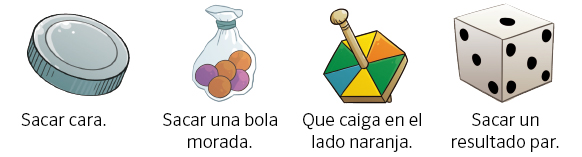 Sacar cara.
Sacar una bola
morada.
Que caiga en el
lado naranja.
Sacar un
resultado par.